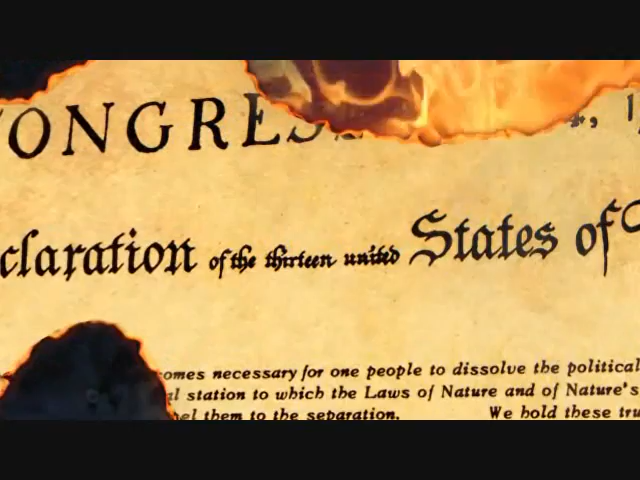 ONGRES
claration of the thirteen united States of
omes necessary for one people to dissolve the political
station to which the Laws of Nature and of Nature's
them to the separation. We hold these tru